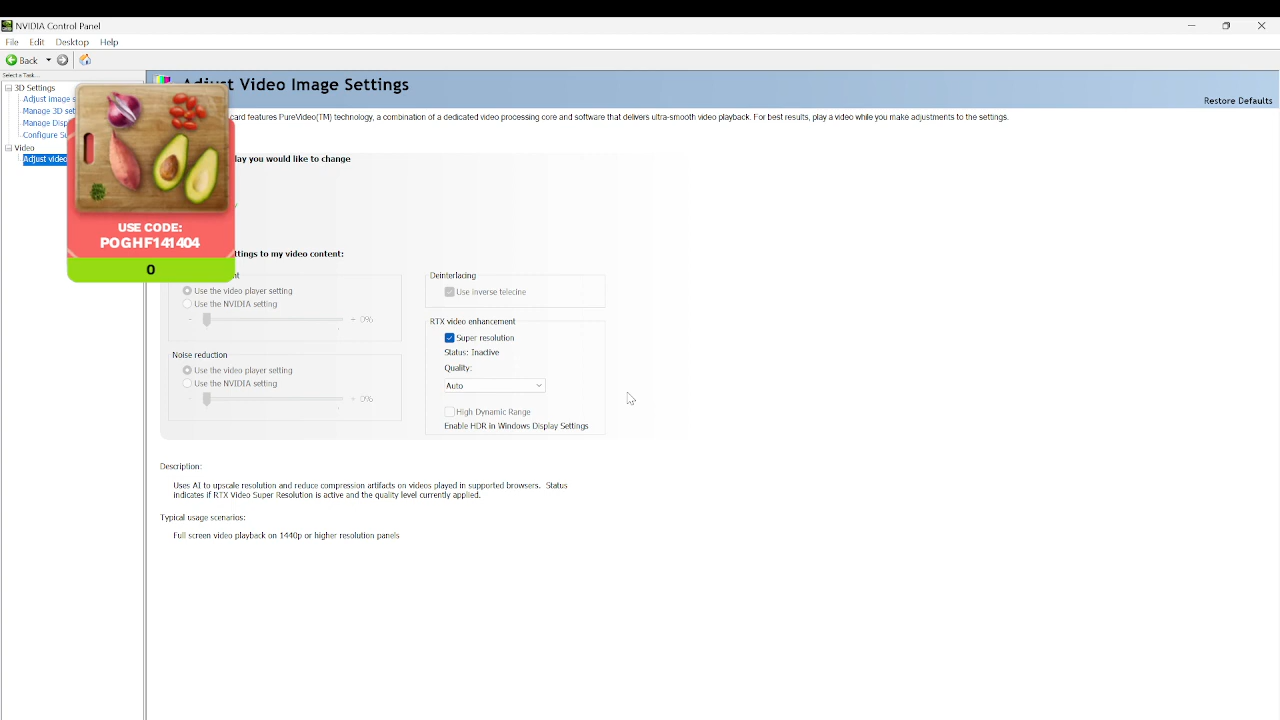 NVIDIA Control Panel
File Edit Desktop Help
Back
Select a Task...
3D Settings
Adjust image s
Manage 3D set
Manage Disp
Configure Su
Video
Adjust video
USE CODE:
POGHF141404
0
Adjust Video Image Settings
Restore Defaults
card features PureVideo(TM) technology, a combination of a dedicated video processing core and software that delivers ultra-smooth video playback. For best results, play a video while you make adjustments to the settings.
lay you would like to change
ttings to my video content:
Use the video player setting
Use the NVIDIA setting
- + 0%
Noise reduction
Use the video player setting
Use the NVIDIA setting
- + 0%
Deinterlacing
Use inverse telecine
RTX video enhancement
Super resolution
Status: Inactive
Quality:
Auto
High Dynamic Range
Enable HDR in Windows Display Settings
Description:
Uses AI to upscale resolution and reduce compression artifacts on videos played in supported browsers. Status
indicates if RTX Video Super Resolution is active and the quality level currently applied.
Typical usage scenarios:
Full screen video playback on 1440p or higher resolution panels